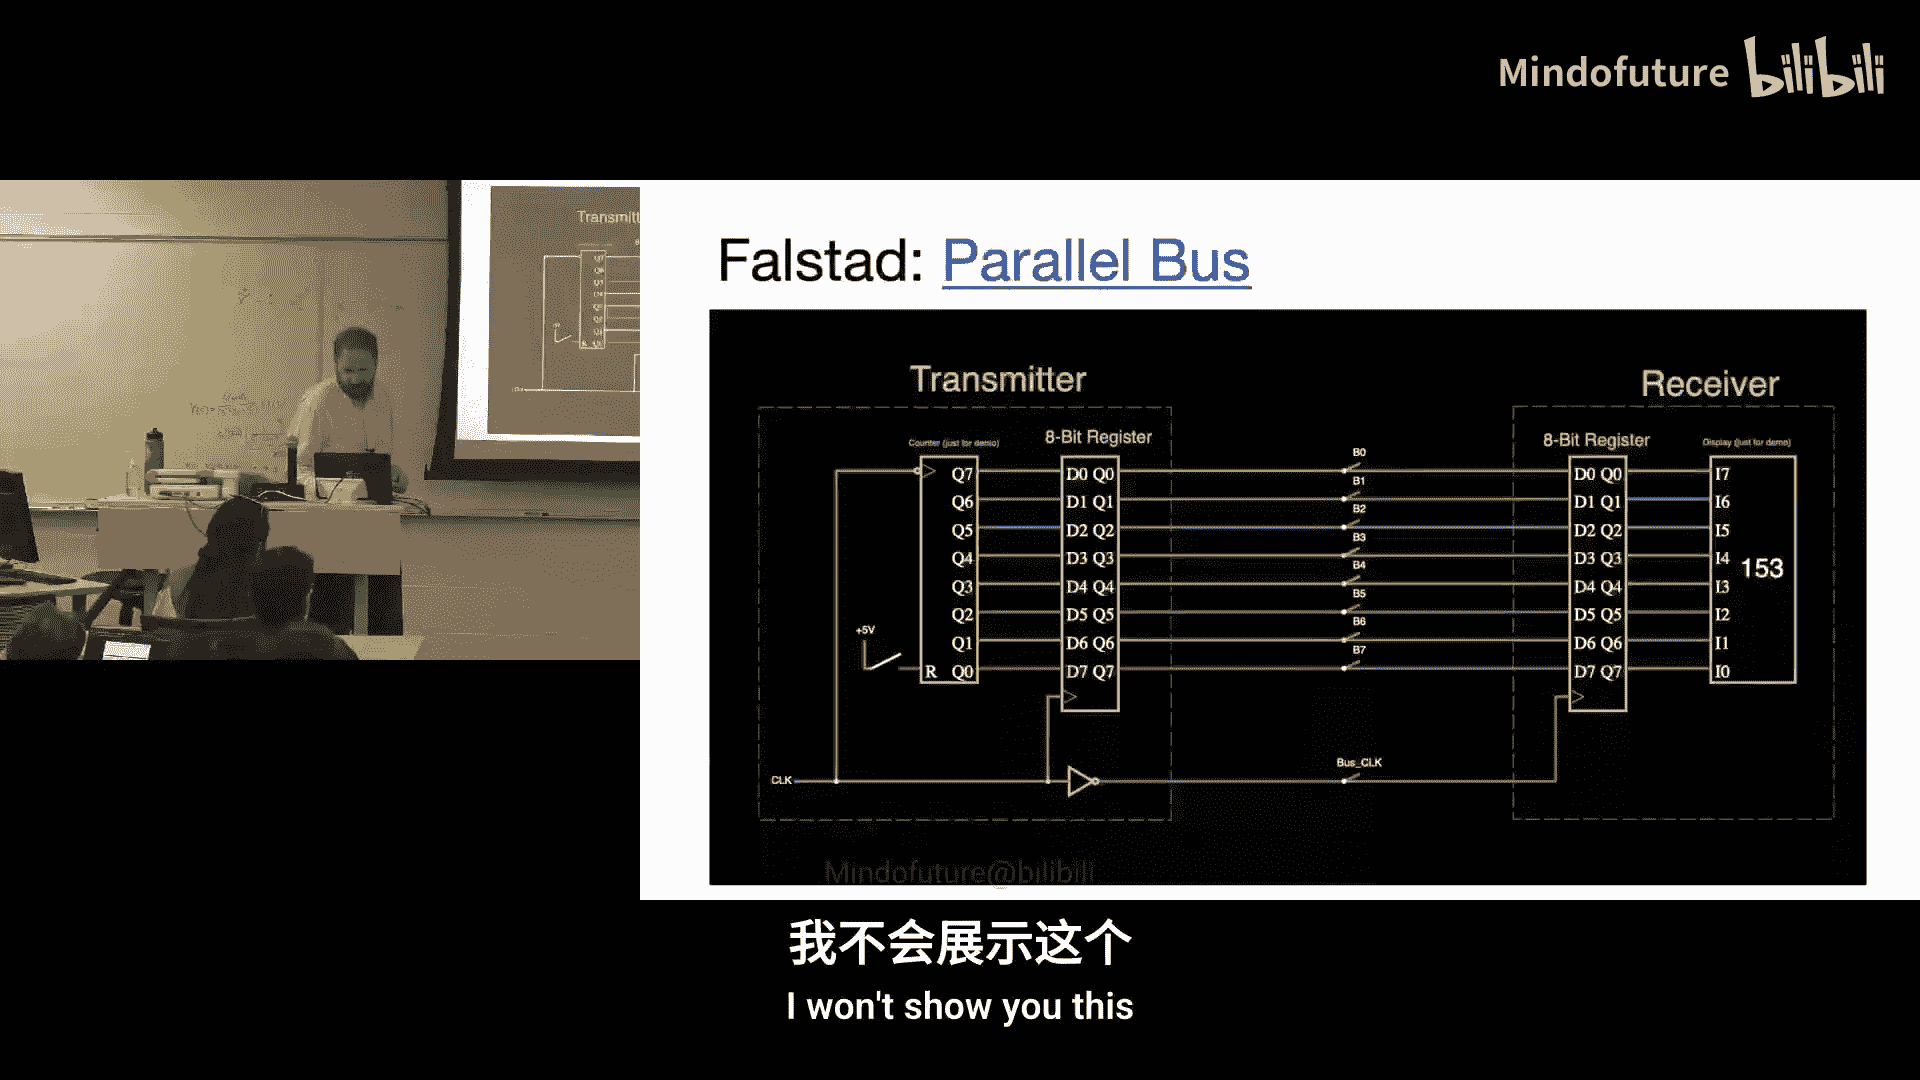 Mindofuture bilibili
Transmitt
Falstad: Parallel Bus
Transmitter
Receiver
Counter (just for demo)
8-Bit Register
8-Bit Register
Display (just for demo)
B0
Q7 D0 Q0 D0 Q0 I7
B1
Q6 D1 Q1 D1 Q1 I6
B2
Q5 D2 Q2 D2 Q2 I5
B3
Q4 D3 Q3 D3 Q3 I4
153
B4
Q3 D4 Q4 D4 Q4 I3
B5
Q2 D5 Q5 D5 Q5 I2
B6
+5V
Q1 D6 Q6 D6 Q6 I1
B7
R Q0 D7 Q7 D7 Q7 I0
Bus_CLK
CLK
Mindofuture@bilibili
我不会展示这个
I won't show you this